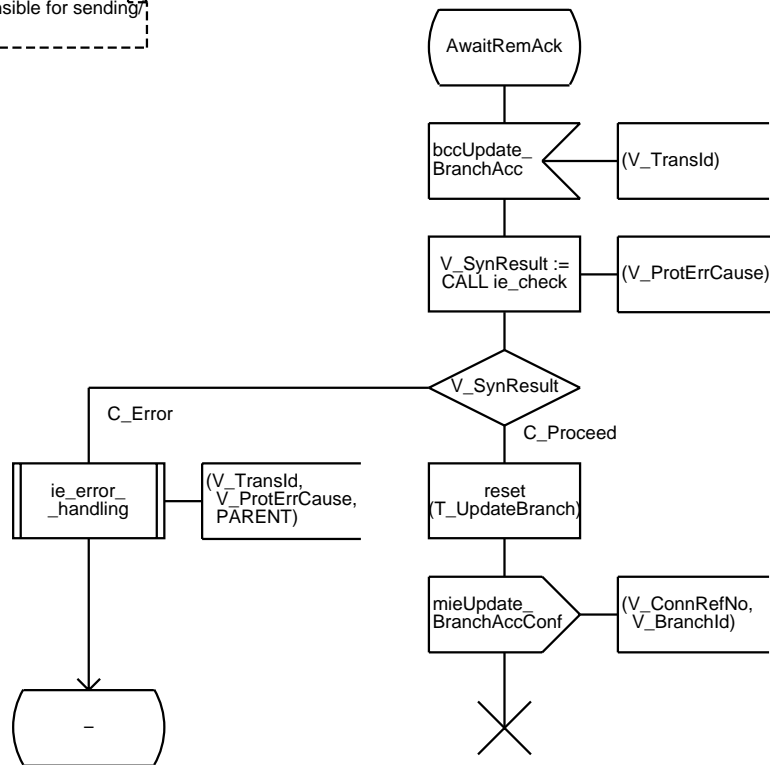 sible for sending/
AwaitRemAck
bccUpdate_
BranchAcc
(V_TransId)
V_SynResult :=
CALL ie_check
(V_ProtErrCause)
V_SynResult
C_Error
C_Proceed
ie_error_
_handling
(V_TransId,
V_ProtErrCause,
PARENT)
reset
(T_UpdateBranch)
mieUpdate_
BranchAccConf
(V_ConnRefNo,
V_BranchId)
–